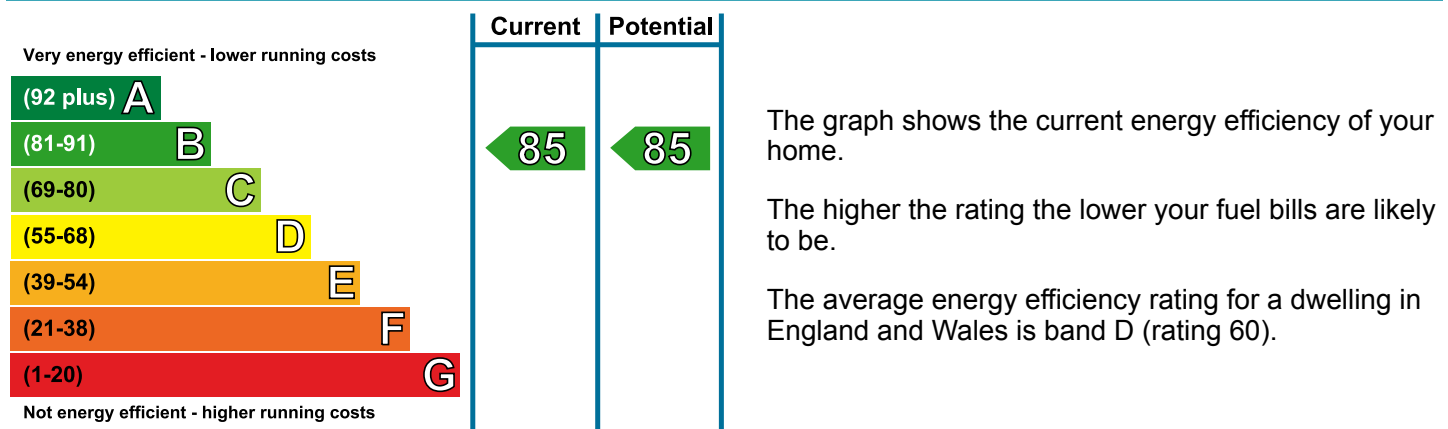 Current Potential
Very energy efficient - lower running costs
(92 plus) A
(81-91) B
85 85
(69-80) C
(55-68) D
(39-54) E
(21-38) F
(1-20) G
Not energy efficient - higher running costs
The graph shows the current energy efficiency of your
home.
The higher the rating the lower your fuel bills are likely
to be.
The average energy efficiency rating for a dwelling in
England and Wales is band D (rating 60).